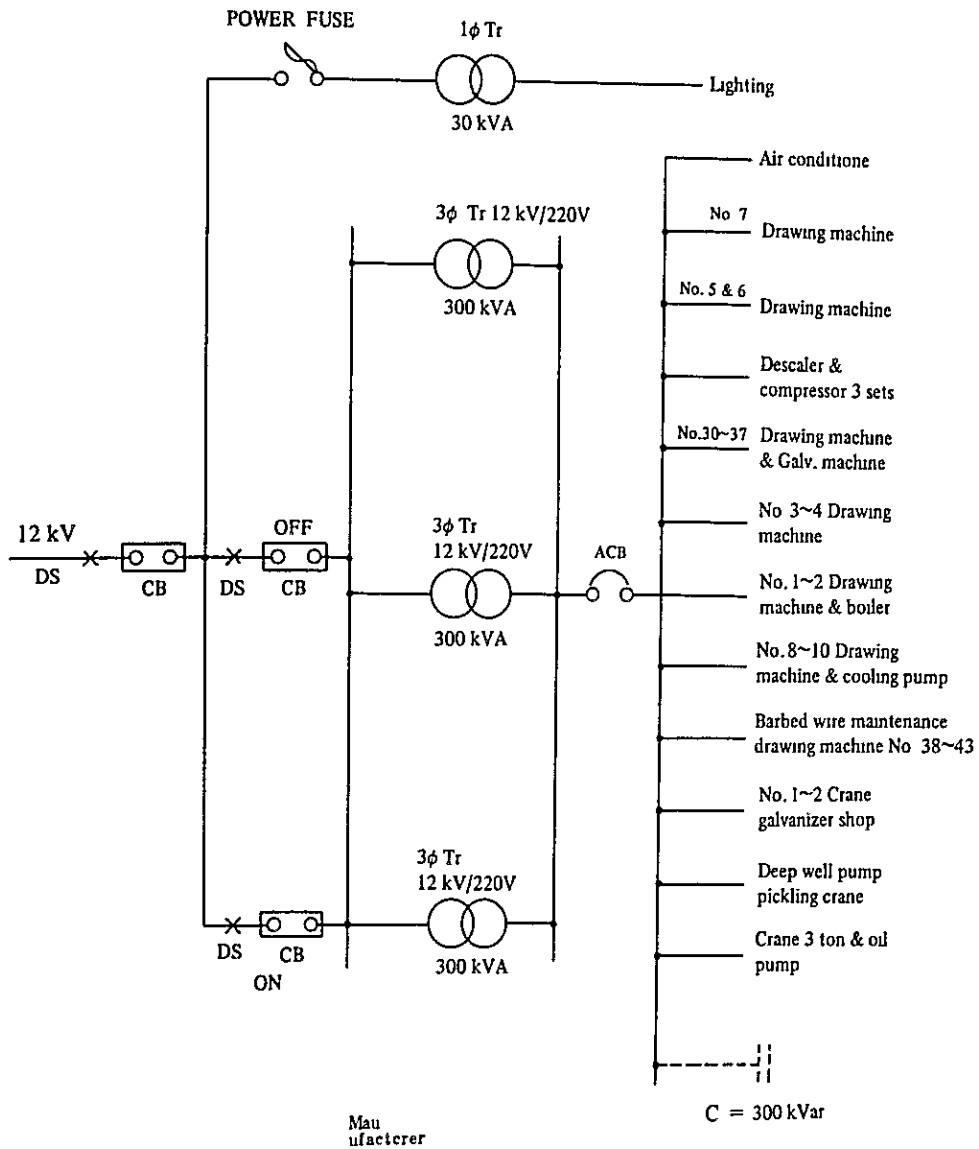 POWER FUSE
1ϕ Tr
30 kVA
Lighting
Air conditione
3ϕ Tr 12 kV/220V
300 kVA
No 7
Drawing machine
No. 5 & 6
Drawing machine
Descaler &
compressor 3 sets
No.30~37
Drawing machine
& Galv. machine
12 kV
DS
CB
DS
OFF
CB
3ϕ Tr
12 kV/220V
300 kVA
ACB
No 3~4 Drawing
machine
No. 1~2 Drawing
machine & boiler
No. 8~10 Drawing
machine & cooling pump
Barbed wire maintenance
drawing machine No 38~43
No. 1~2 Crane
galvanizer shop
Deep well pump
pickling crane
Crane 3 ton & oil
pump
DS
CB
ON
3ϕ Tr
12 kV/220V
300 kVA
C = 300 kVar
Mau
ufacterer